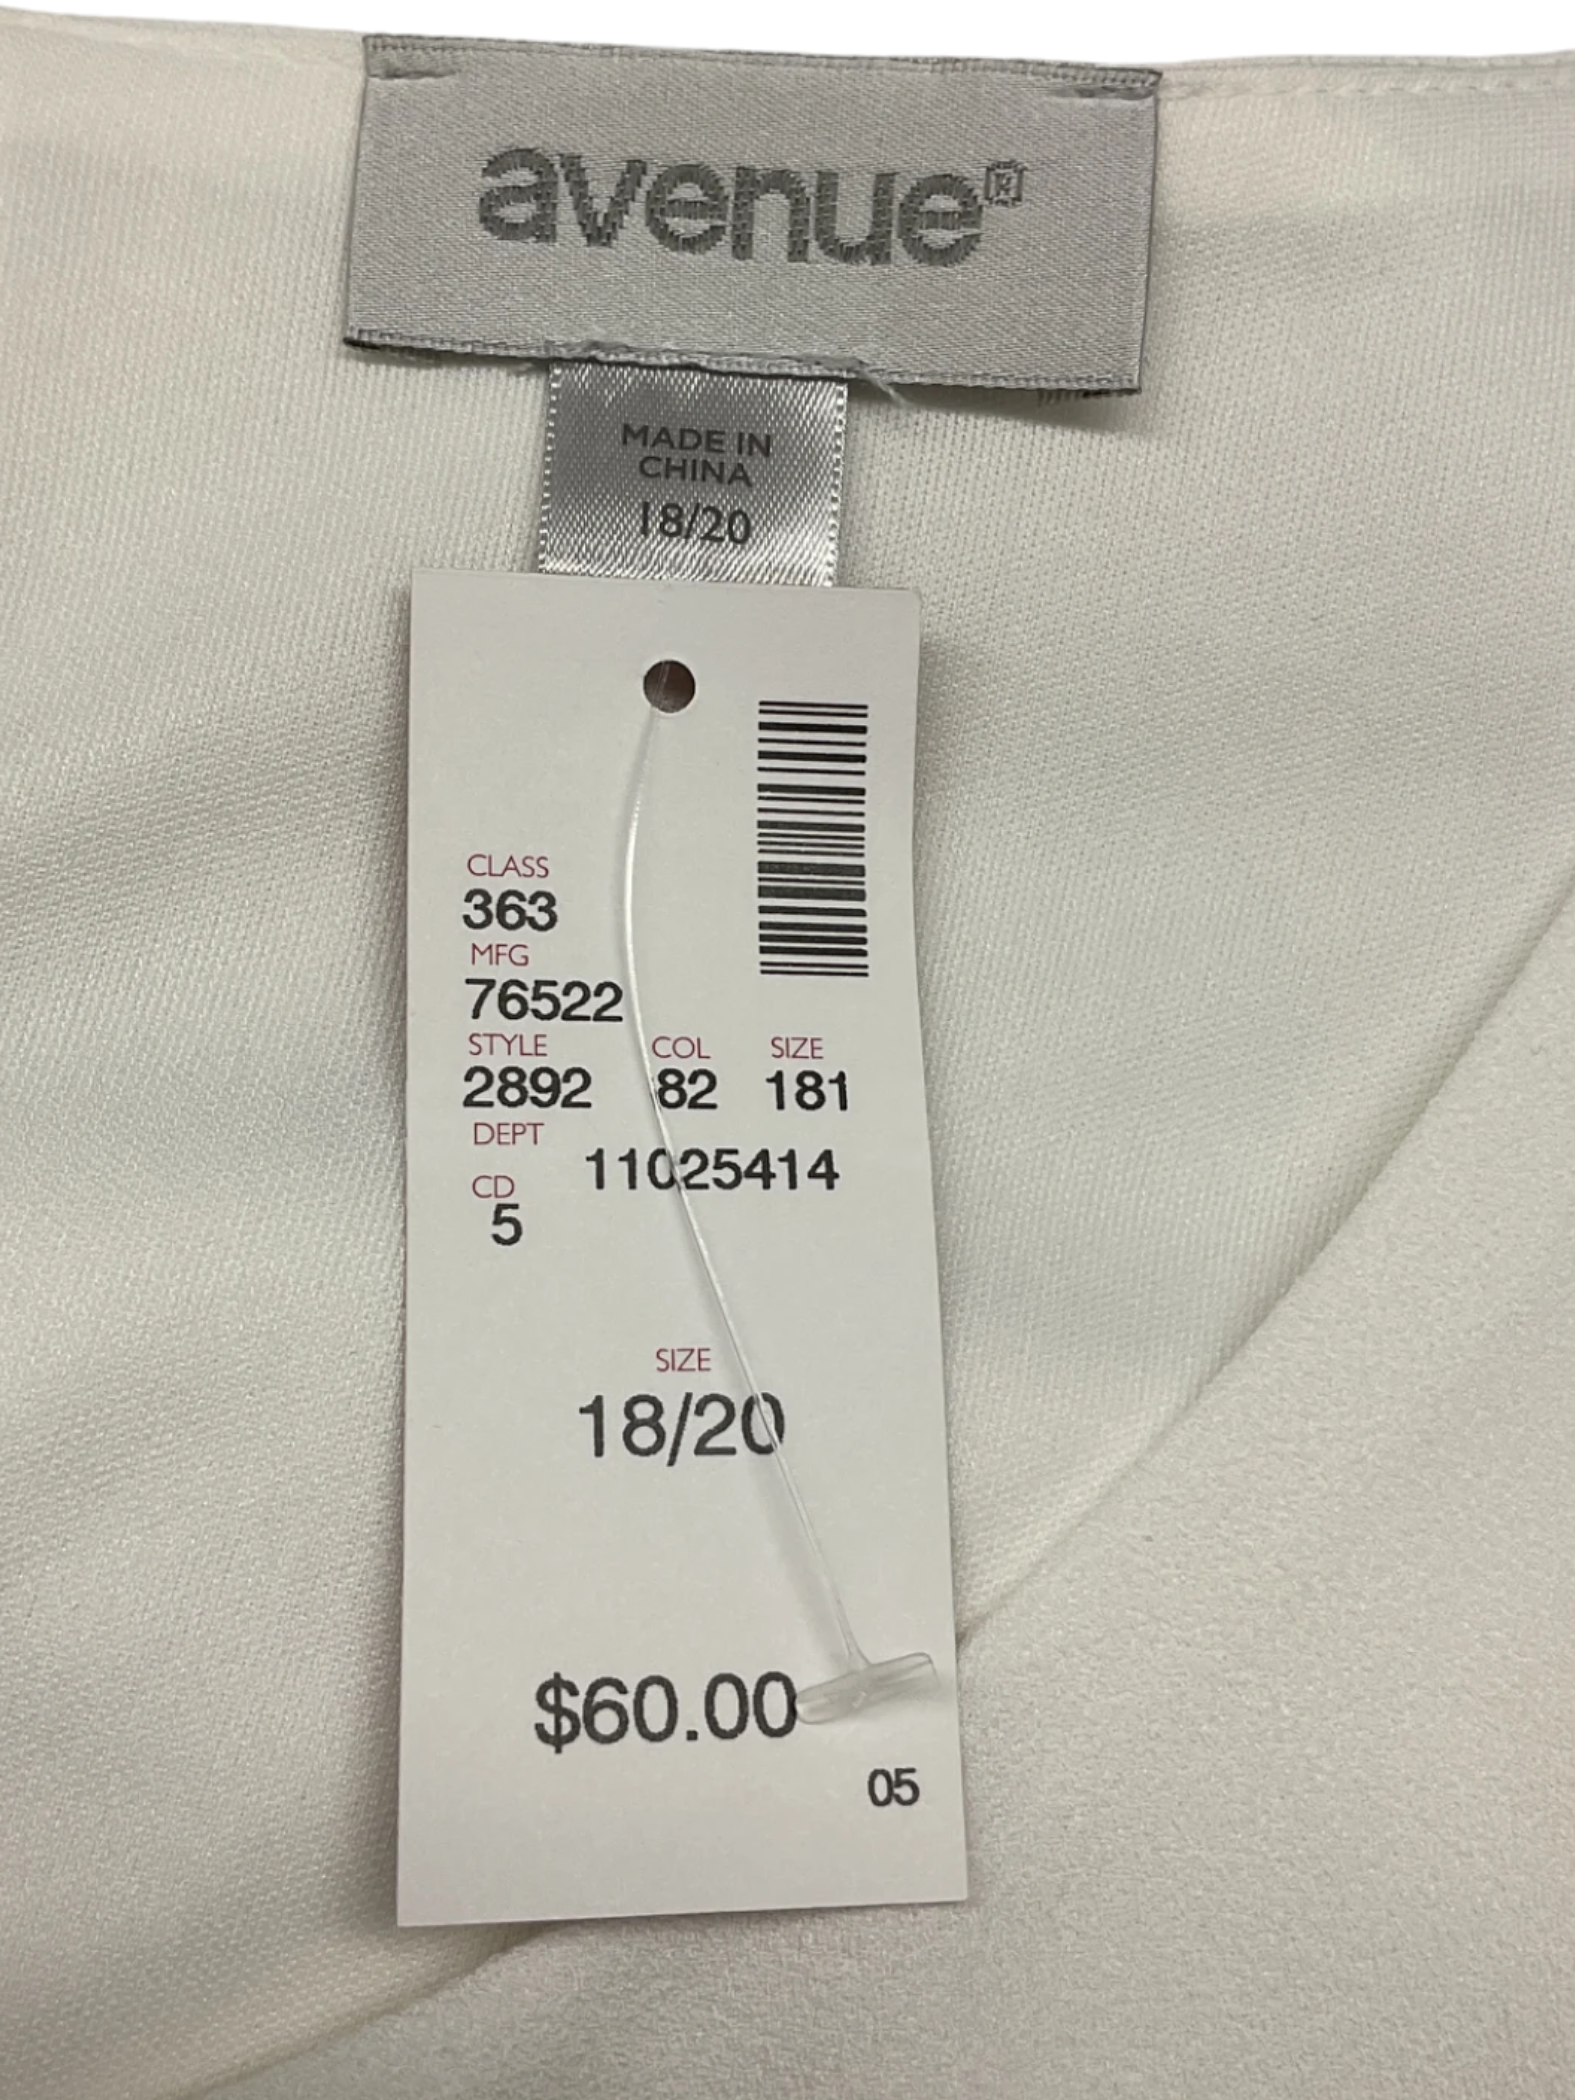 avenue®
MADE IN
CHINA
18/20
CLASS
363
MFG
76522
STYLE COL SIZE
2892 82 181
DEPT
11025414
CD
5
SIZE
18/20
$60.00
05